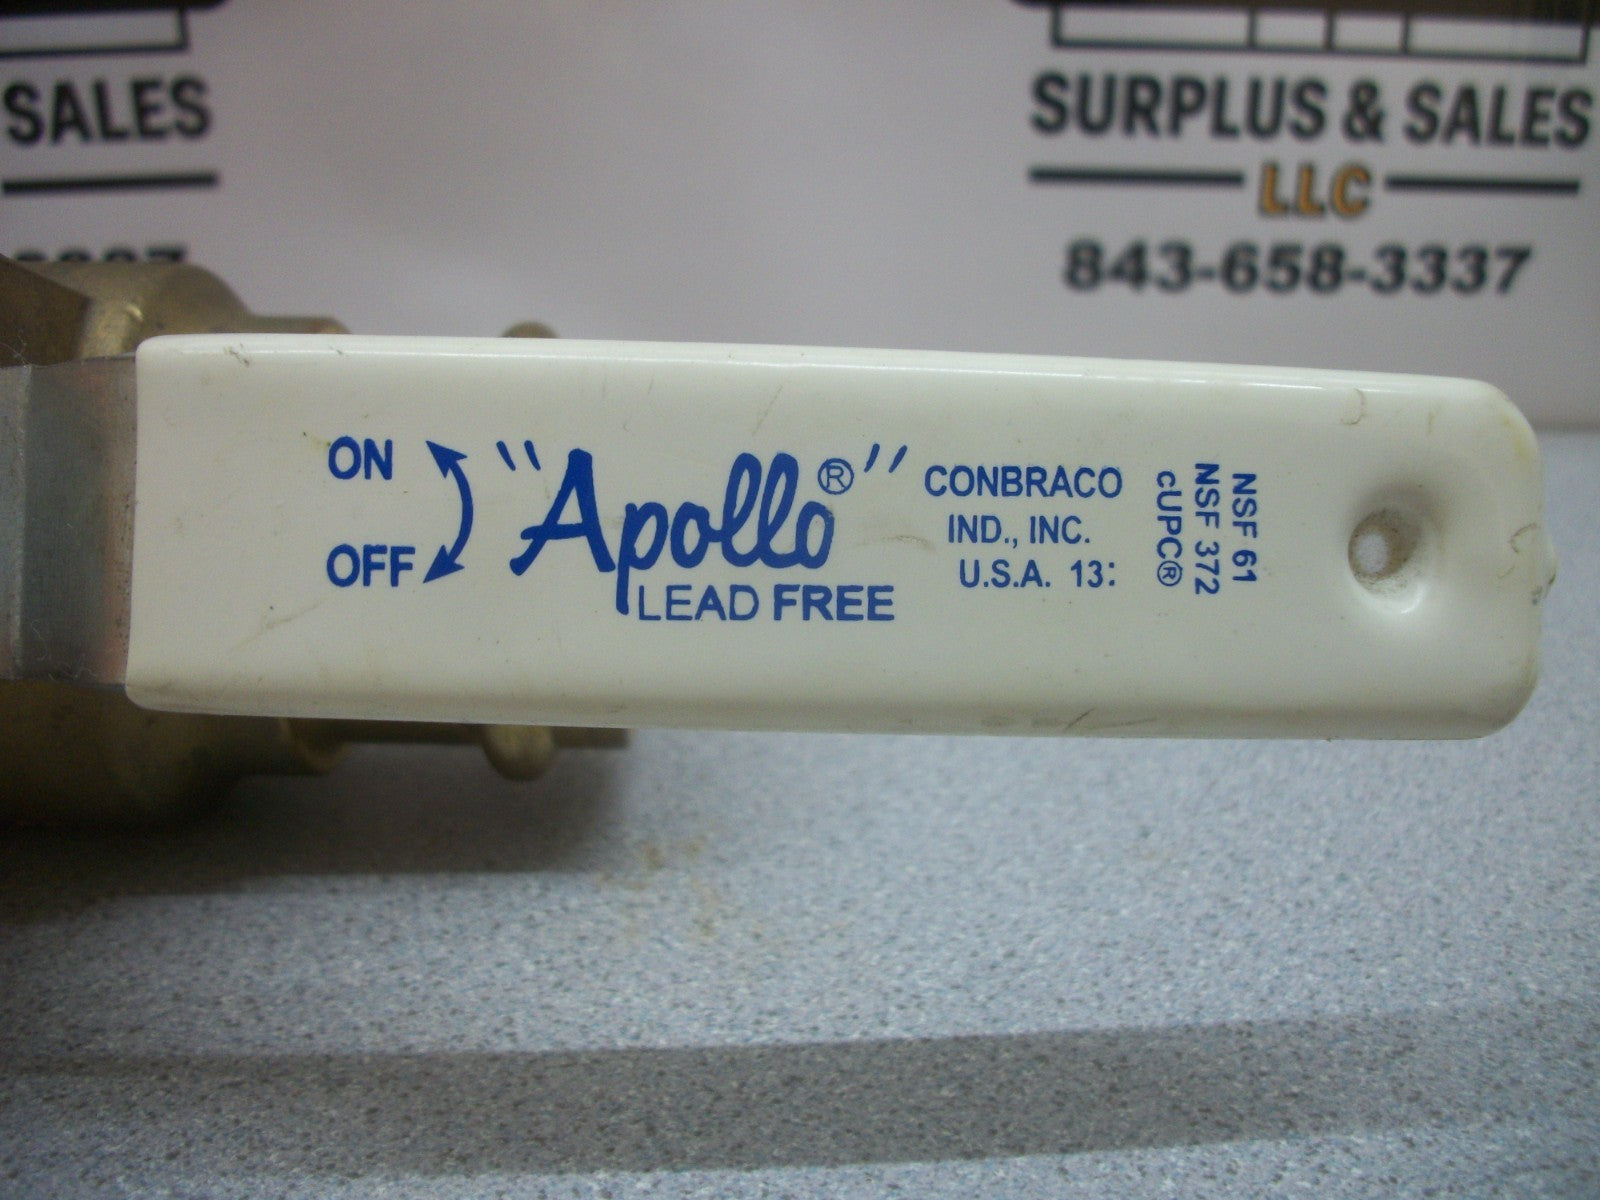 SALES
SURPLUS & SALES
LLC
843-658-3337
ON
OFF
"Apollo®"
LEAD FREE
CONBRACO
IND., INC.
U.S.A. 13:
NSF 61
NSF 372
cUPC®